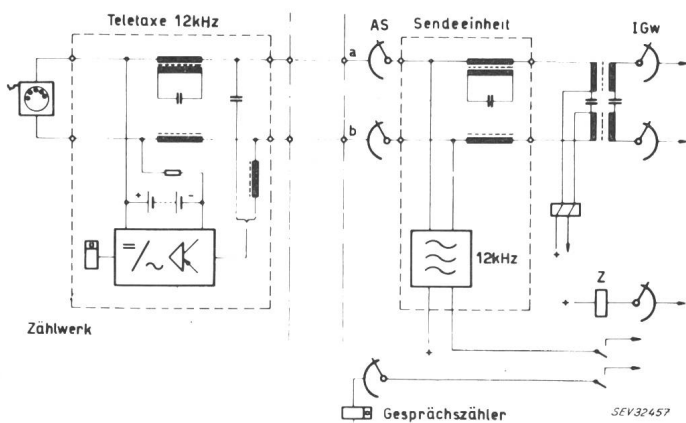 Teletaxe 12kHz
AS
Sendeeinheit
IGw
a
b
+
-
=/~
12kHz
Z
+
+
+
Zählwerk
Gesprächszähler
SEV32457